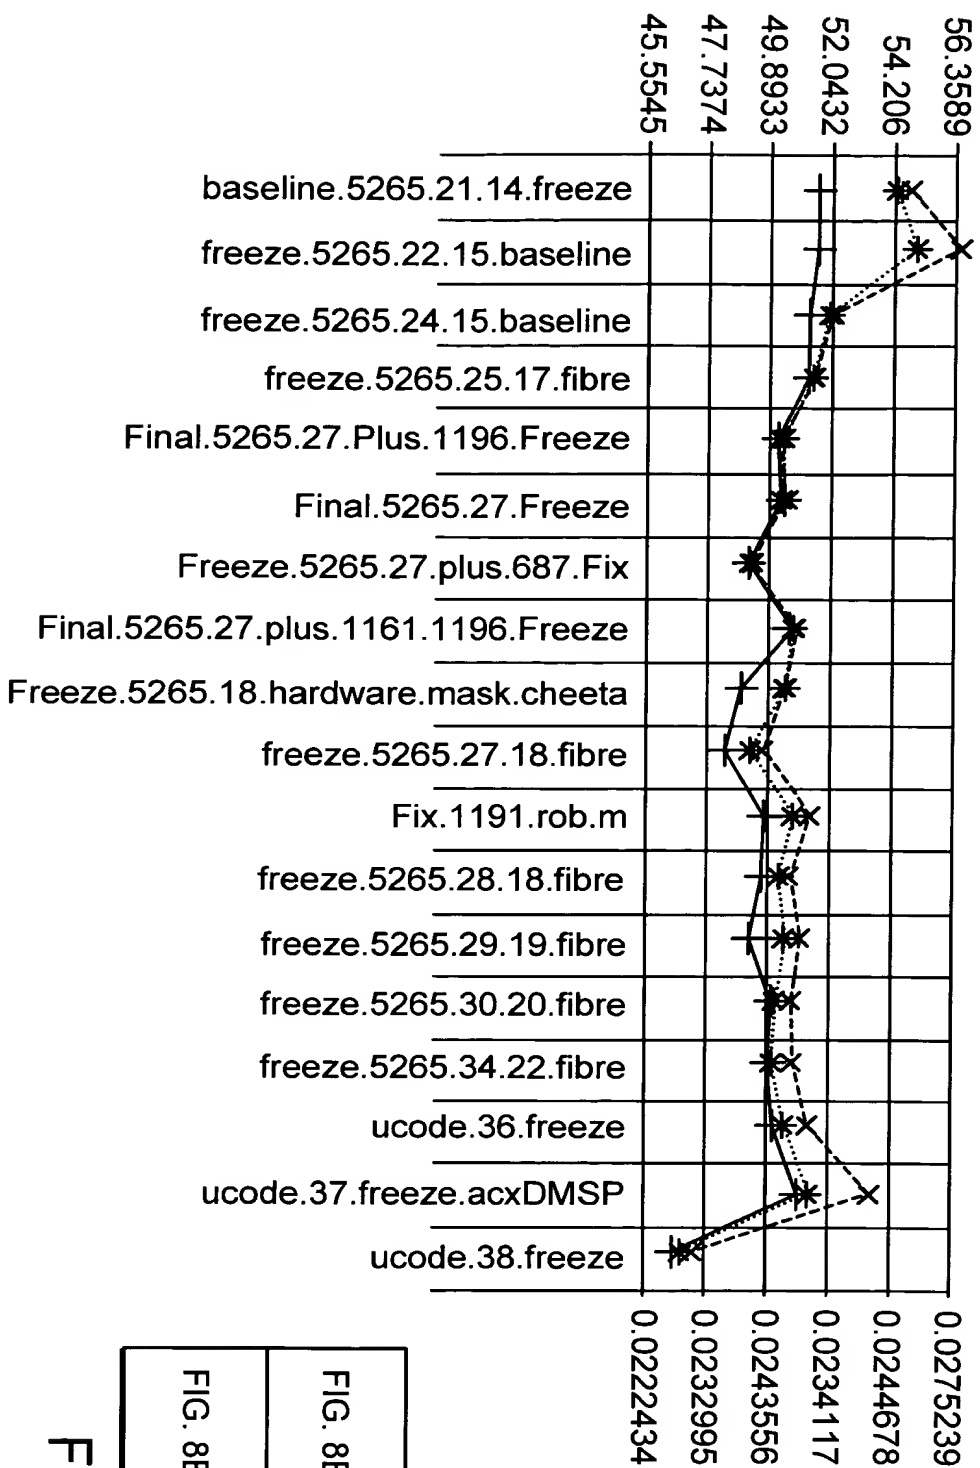 56.3589
54.206
52.0432
49.8933
47.7374
45.5545
baseline.5265.21.14.freeze
freeze.5265.22.15.baseline
freeze.5265.24.15.baseline
freeze.5265.25.17.fibre
Final.5265.27.Plus.1196.Freeze
Final.5265.27.Freeze
Freeze.5265.27.plus.687.Fix
Final.5265.27.plus.1161.1196.Freeze
Freeze.5265.18.hardware.mask.cheeta
freeze.5265.27.18.fibre
Fix.1191.rob.m
freeze.5265.28.18.fibre
freeze.5265.29.19.fibre
freeze.5265.30.20.fibre
freeze.5265.34.22.fibre
ucode.36.freeze
ucode.37.freeze.acxDMSP
ucode.38.freeze
0.0275239
0.0244678
0.0234117
0.0243556
0.0232995
0.0222434
FIG. 8
FIG. 8
F